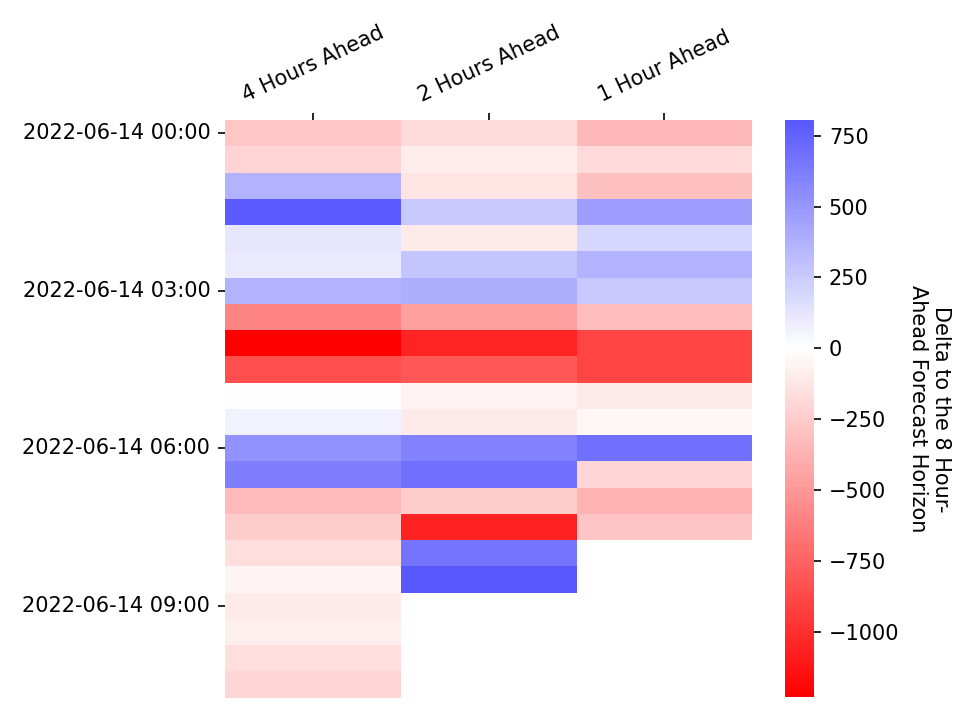 4 Hours Ahead
2 Hours Ahead
1 Hour Ahead
2022-06-14 00:00
2022-06-14 03:00
2022-06-14 06:00
2022-06-14 09:00
750
500
250
0
−250
−500
−750
−1000
Delta to the 8 Hour-
Ahead Forecast Horizon